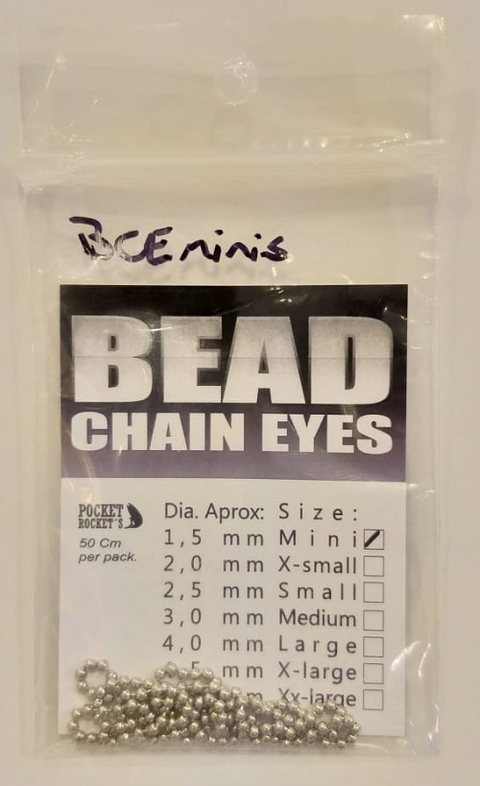 BCE minis
BEAD
CHAIN EYES
POCKET
ROCKET'S
50 Cm
per pack.
Dia. Aprox: Size:
1,5 mm Mini
2,0 mm X-small
2,5 mm Small
3,0 mm Medium
4,0 mm Large
mm X-large
Xx-large